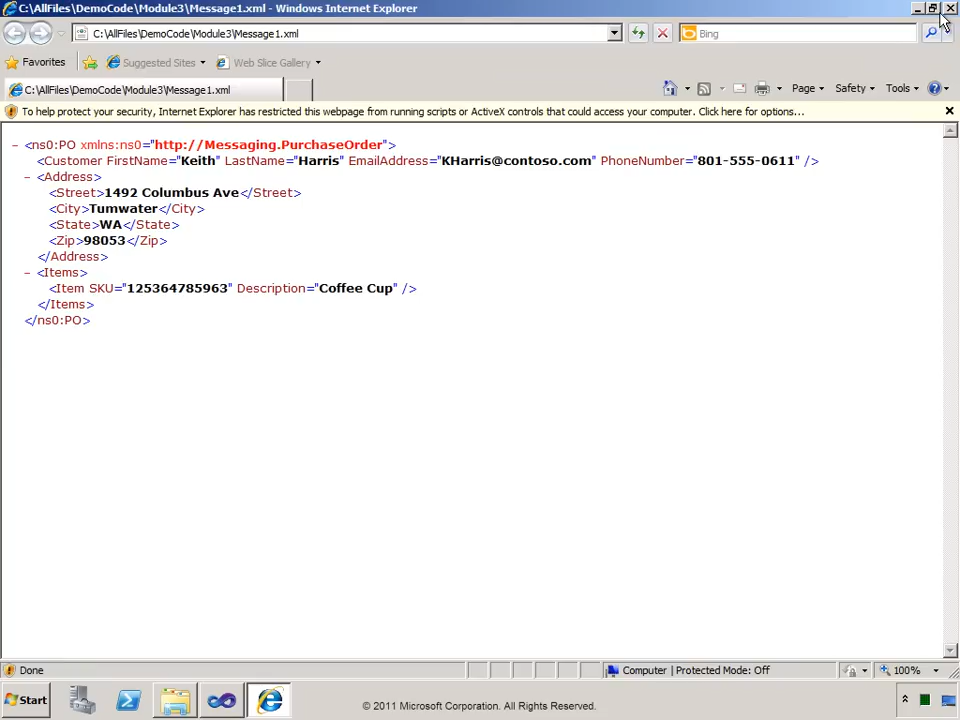 C:\AllFiles\DemoCode\Module3\Message1.xml - Windows Internet Explorer
C:\AllFiles\DemoCode\Module3\Message1.xml
Bing
Favorites
Suggested Sites
Web Slice Gallery
C:\AllFiles\DemoCode\Module3\Message1.xml
Page
Safety
Tools
To help protect your security, Internet Explorer has restricted this webpage from running scripts or ActiveX controls that could access your computer. Click here for options...
- <ns0:PO xmlns:ns0="http://Messaging.PurchaseOrder">
<Customer FirstName="Keith" LastName="Harris" EmailAddress="KHarris@contoso.com" PhoneNumber="801-555-0611" />
- <Address>
<Street>1492 Columbus Ave</Street>
<City>Tumwater</City>
<State>WA</State>
<Zip>98053</Zip>
</Address>
- <Items>
<Item SKU="125364785963" Description="Coffee Cup" />
</Items>
</ns0:PO>
Done
Computer | Protected Mode: Off
100%
Start
© 2011 Microsoft Corporation. All Rights Reserved.